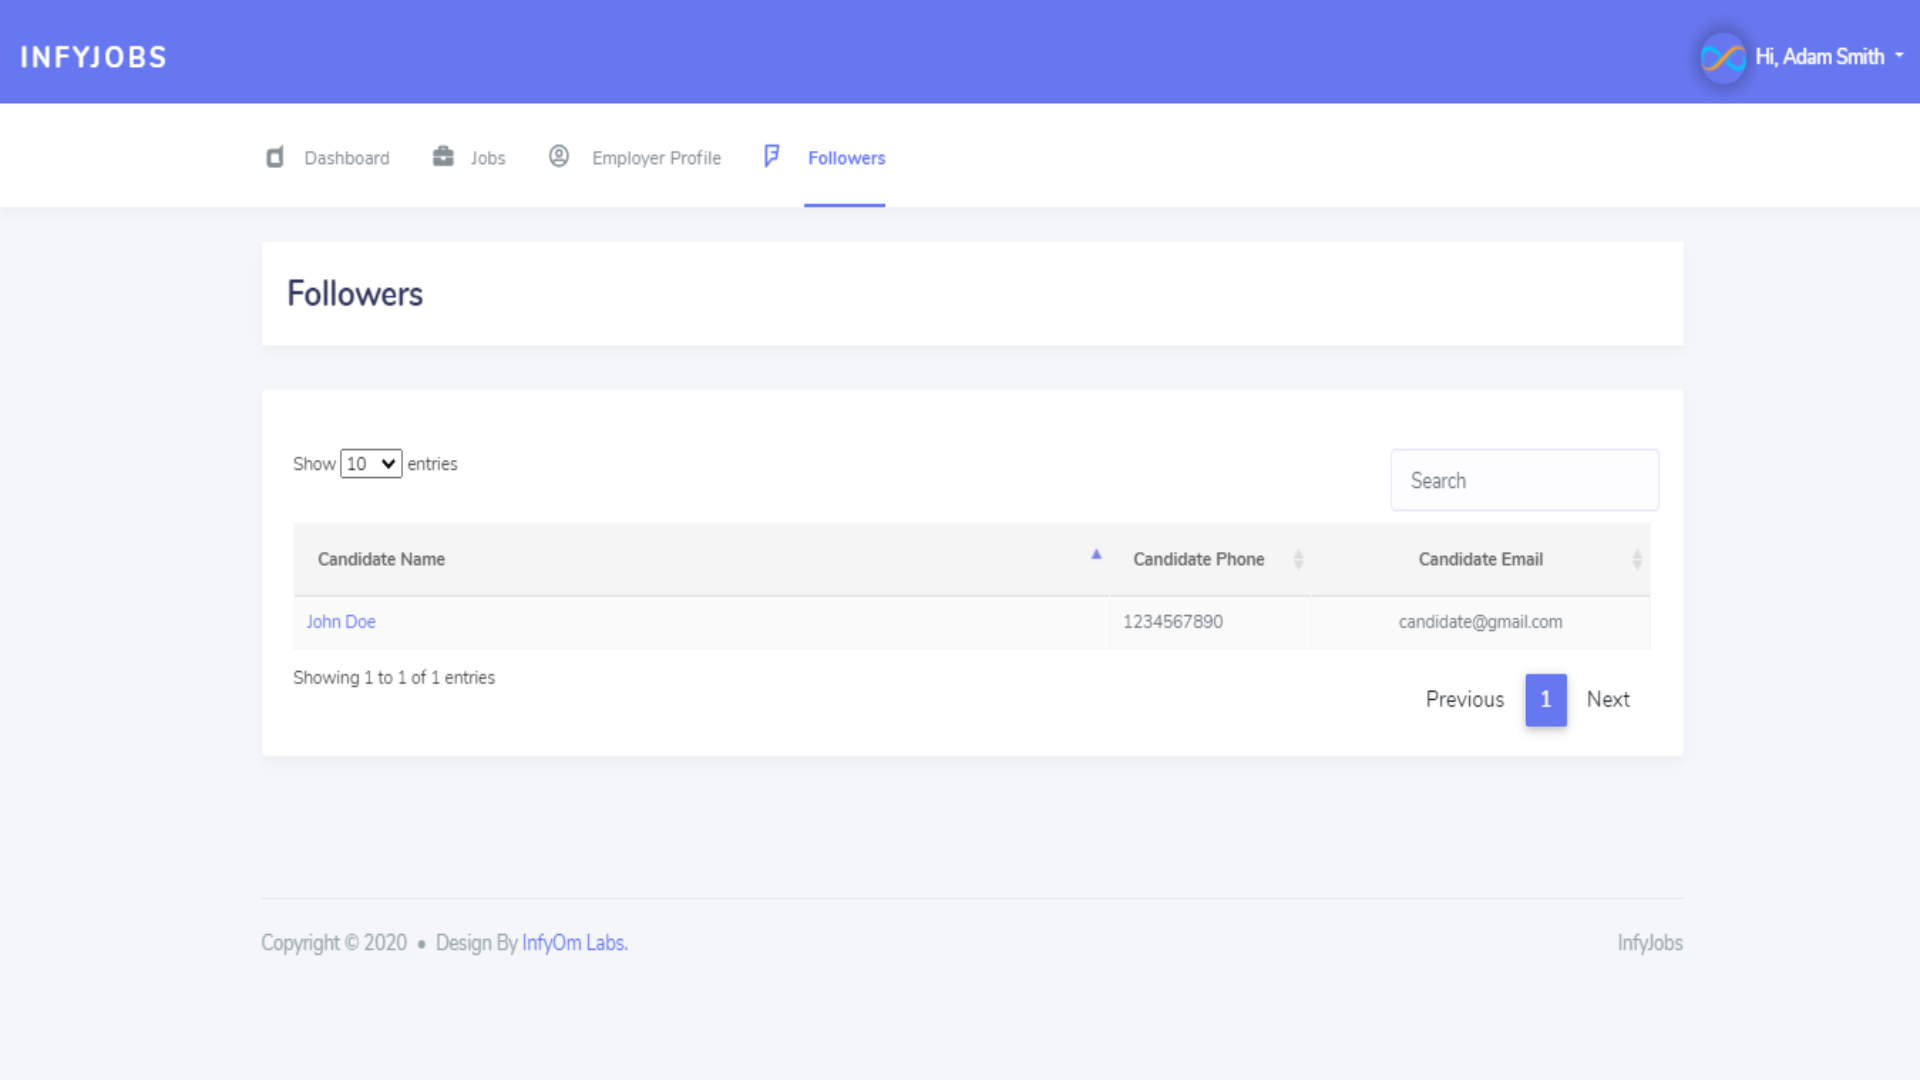 INFYJOBS
Hi, Adam Smith
Dashboard
Jobs
Employer Profile
Followers
Followers
Show 10 entries
Search
Candidate Name
Candidate Phone
Candidate Email
John Doe
1234567890
candidate@gmail.com
Showing 1 to 1 of 1 entries
Previous 1 Next
Copyright © 2020 • Design By InfyOm Labs.
InfyJobs